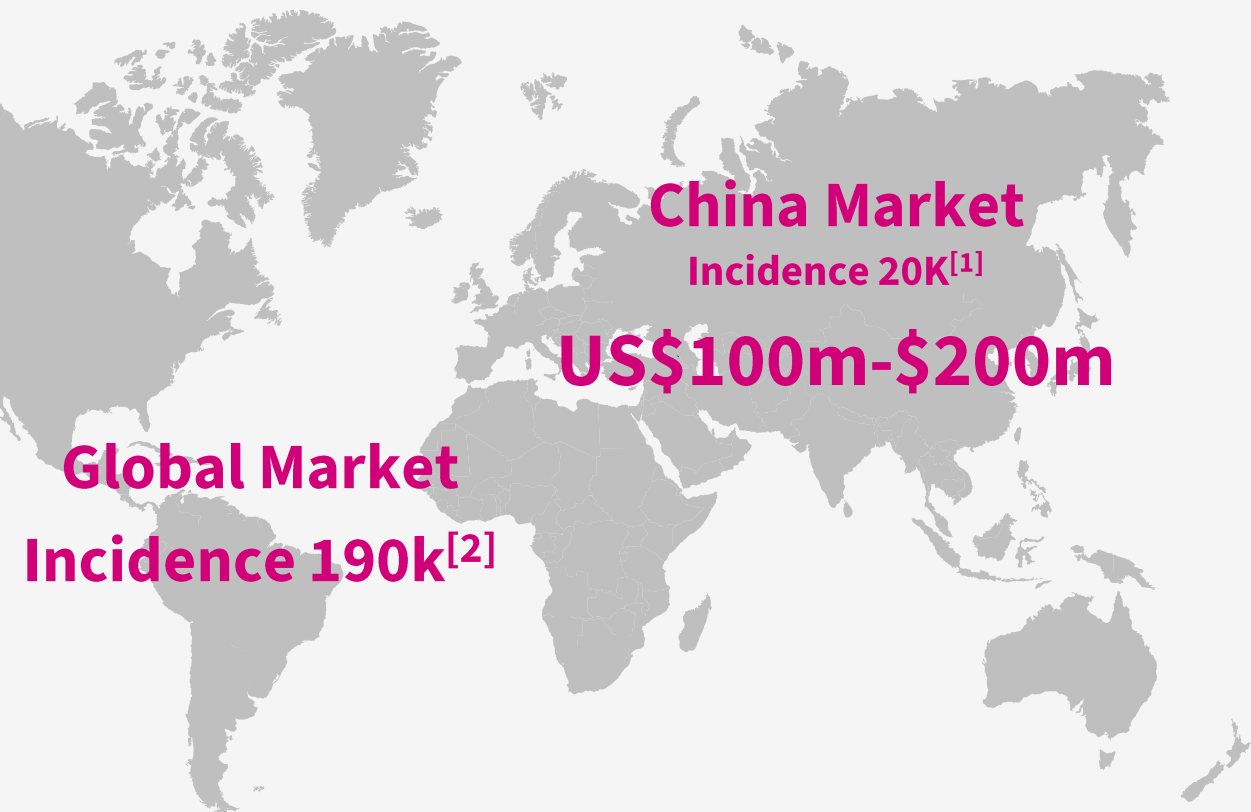 China Market
Incidence 20K[1]
US$100m-$200m
Global Market
Incidence 190k[2]